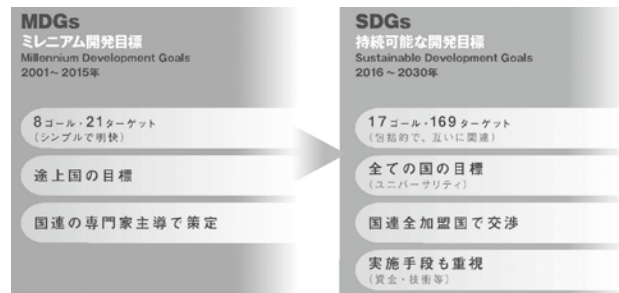 MDGs
ミレニアム開発目標
Millennium Development Goals
2001～2015年
8ゴール・21ターゲット
(シンプルで明快)
途上国の目標
国連の専門家主導で策定
SDGs
持続可能な開発目標
Sustainable Development Goals
2016～2030年
17ゴール・169ターゲット
(包括的で、互いに関連)
全ての国の目標
(ユニバーサリティ)
国連全加盟国で交渉
実施手段も重視
(資金・技術等)